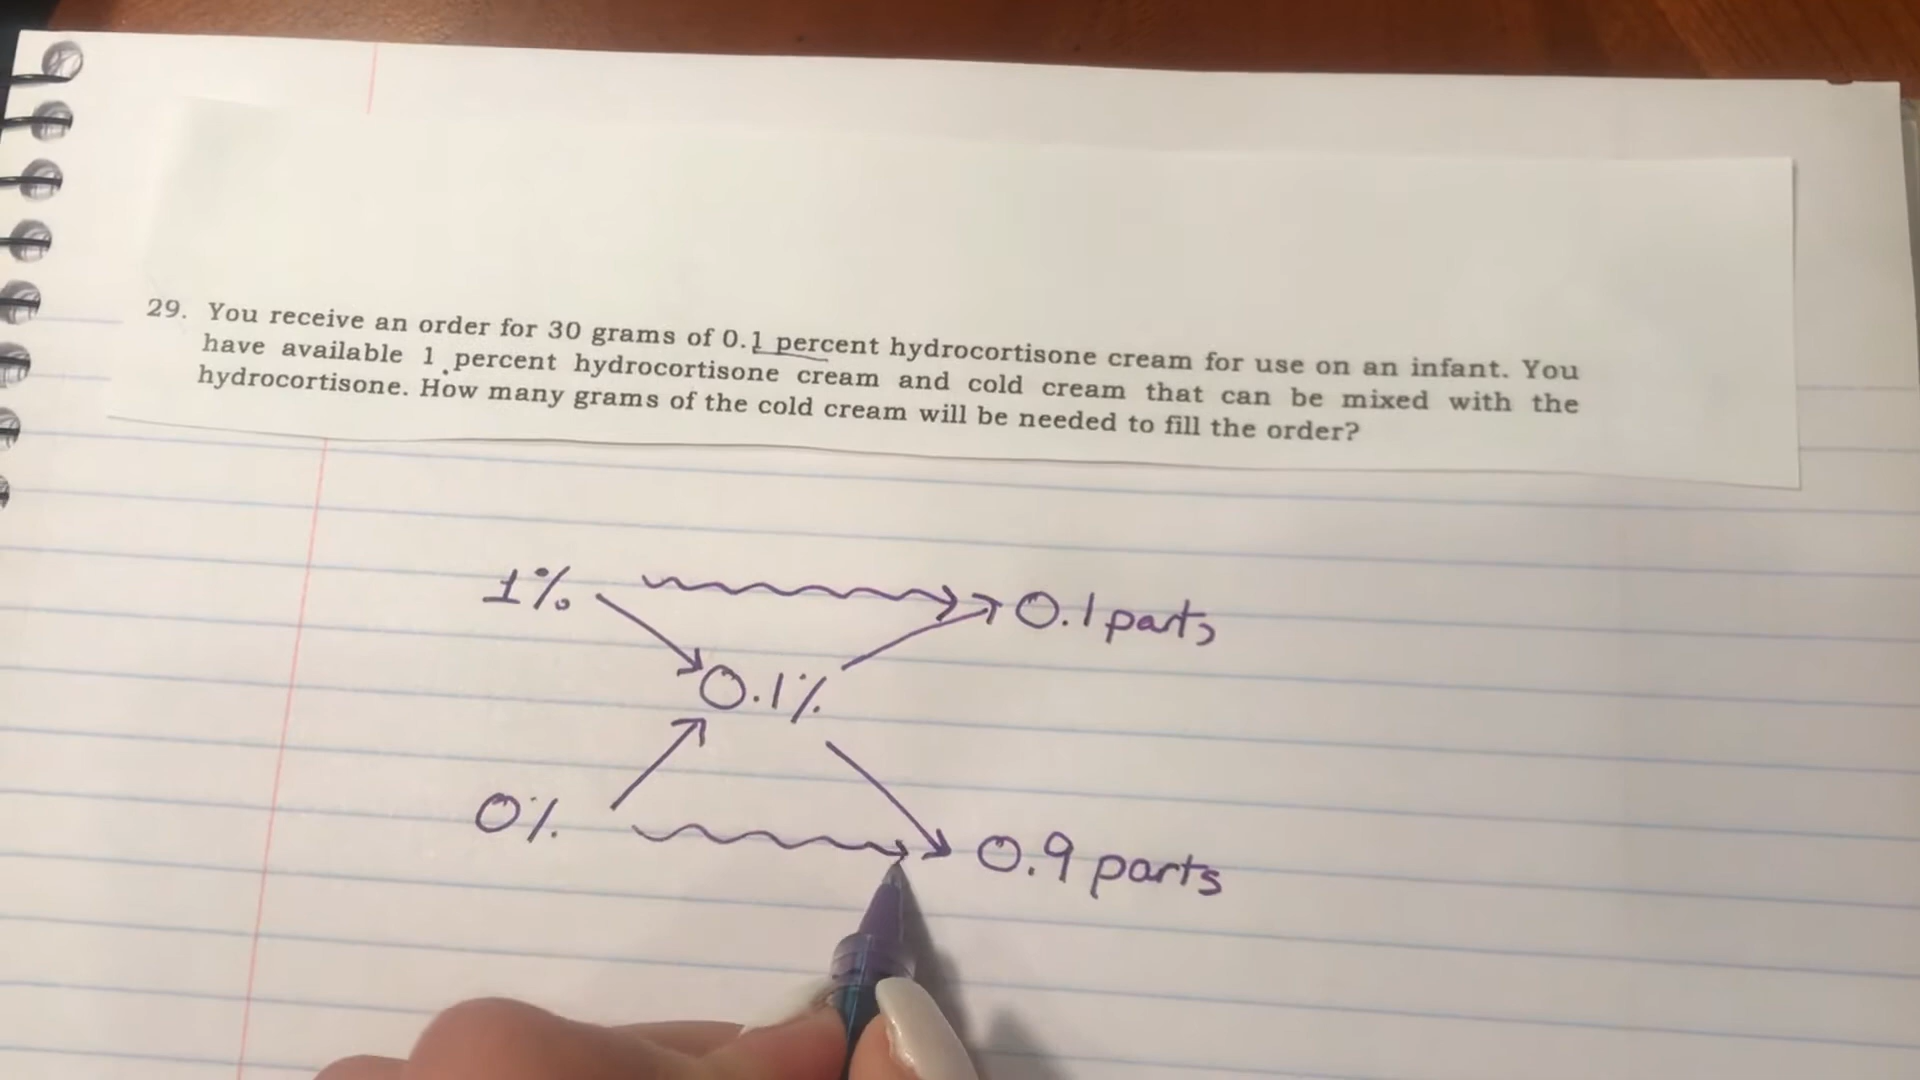 29. You receive an order for 30 grams of 0.1 percent hydrocortisone cream for use on an infant. You
have available 1 percent hydrocortisone cream and cold cream that can be mixed with the
hydrocortisone. How many grams of the cold cream will be needed to fill the order?
1% 0.1 parts
0.1%
0% 0.9 parts